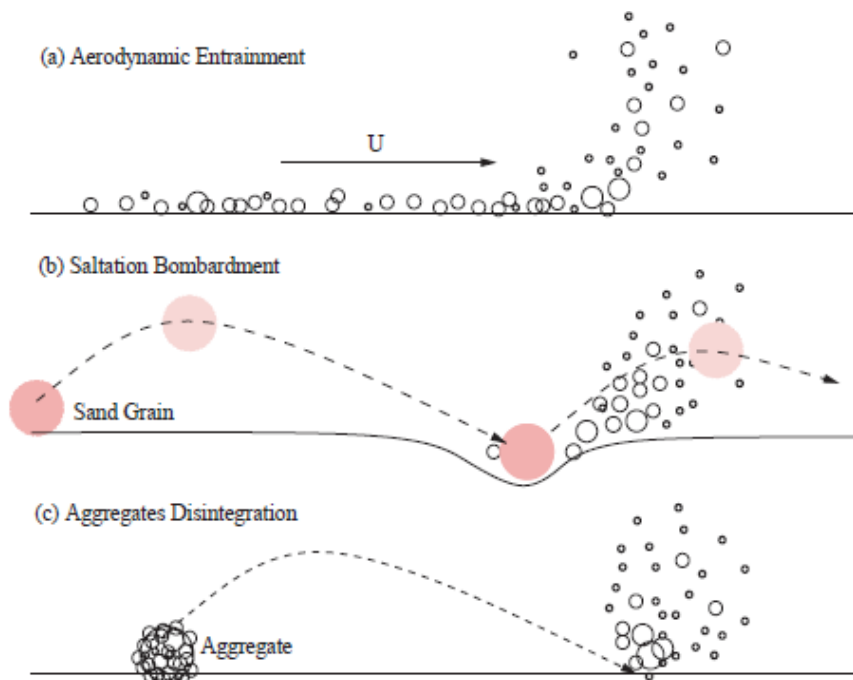 (a) Aerodynamic Entrainment
U
(b) Saltation Bombardment
Sand Grain
(c) Aggregates Disintegration
Aggregate